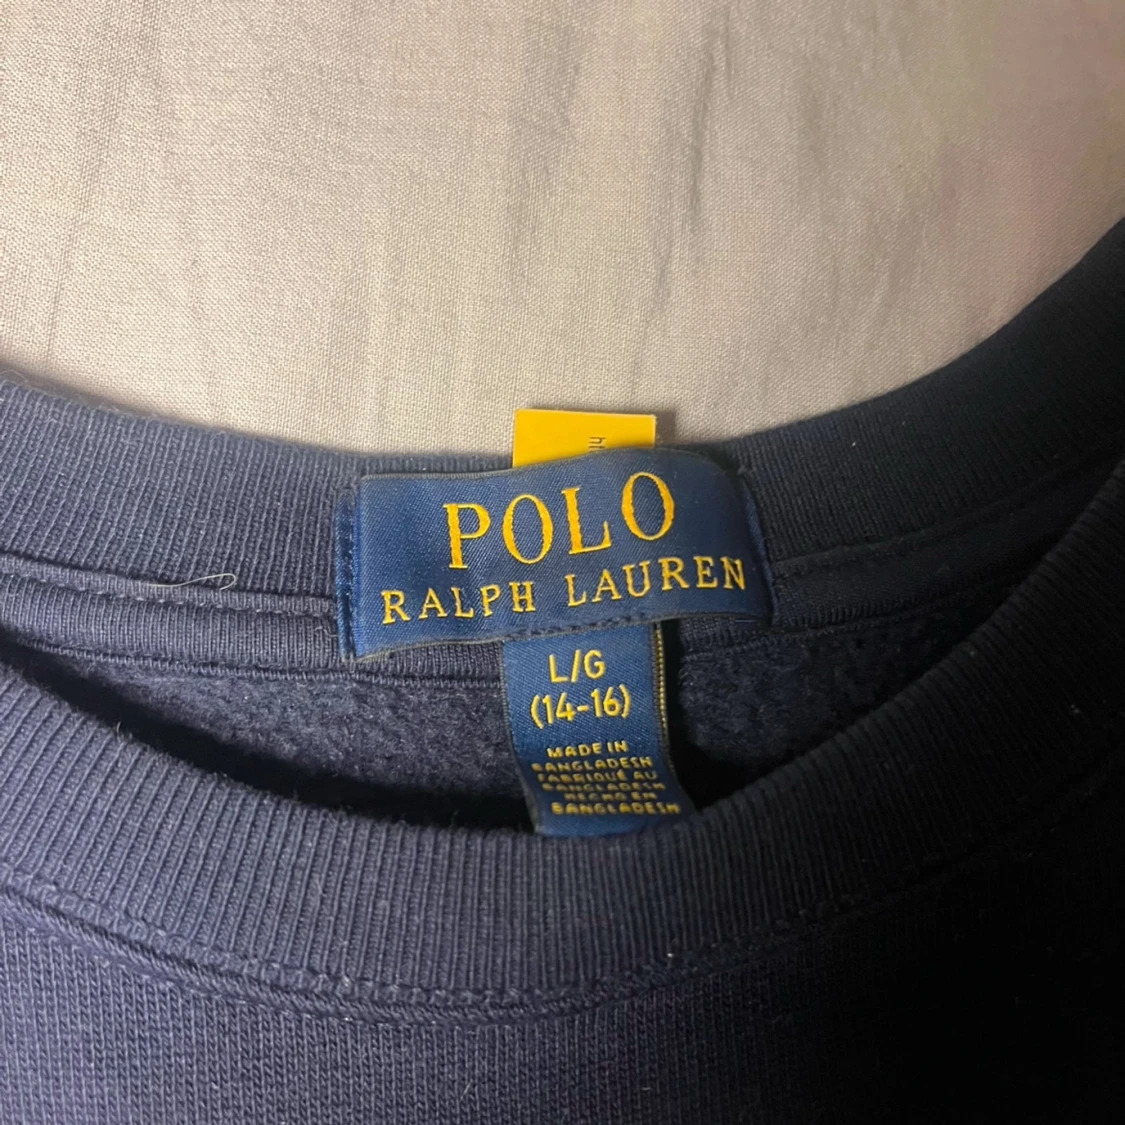 POLO
RALPH LAUREN
L/G
(14-16)
MADE IN
BANGLADESH
FABRIQUÉ AU
BANGLADESH
HECHO EN
BANGLADESH